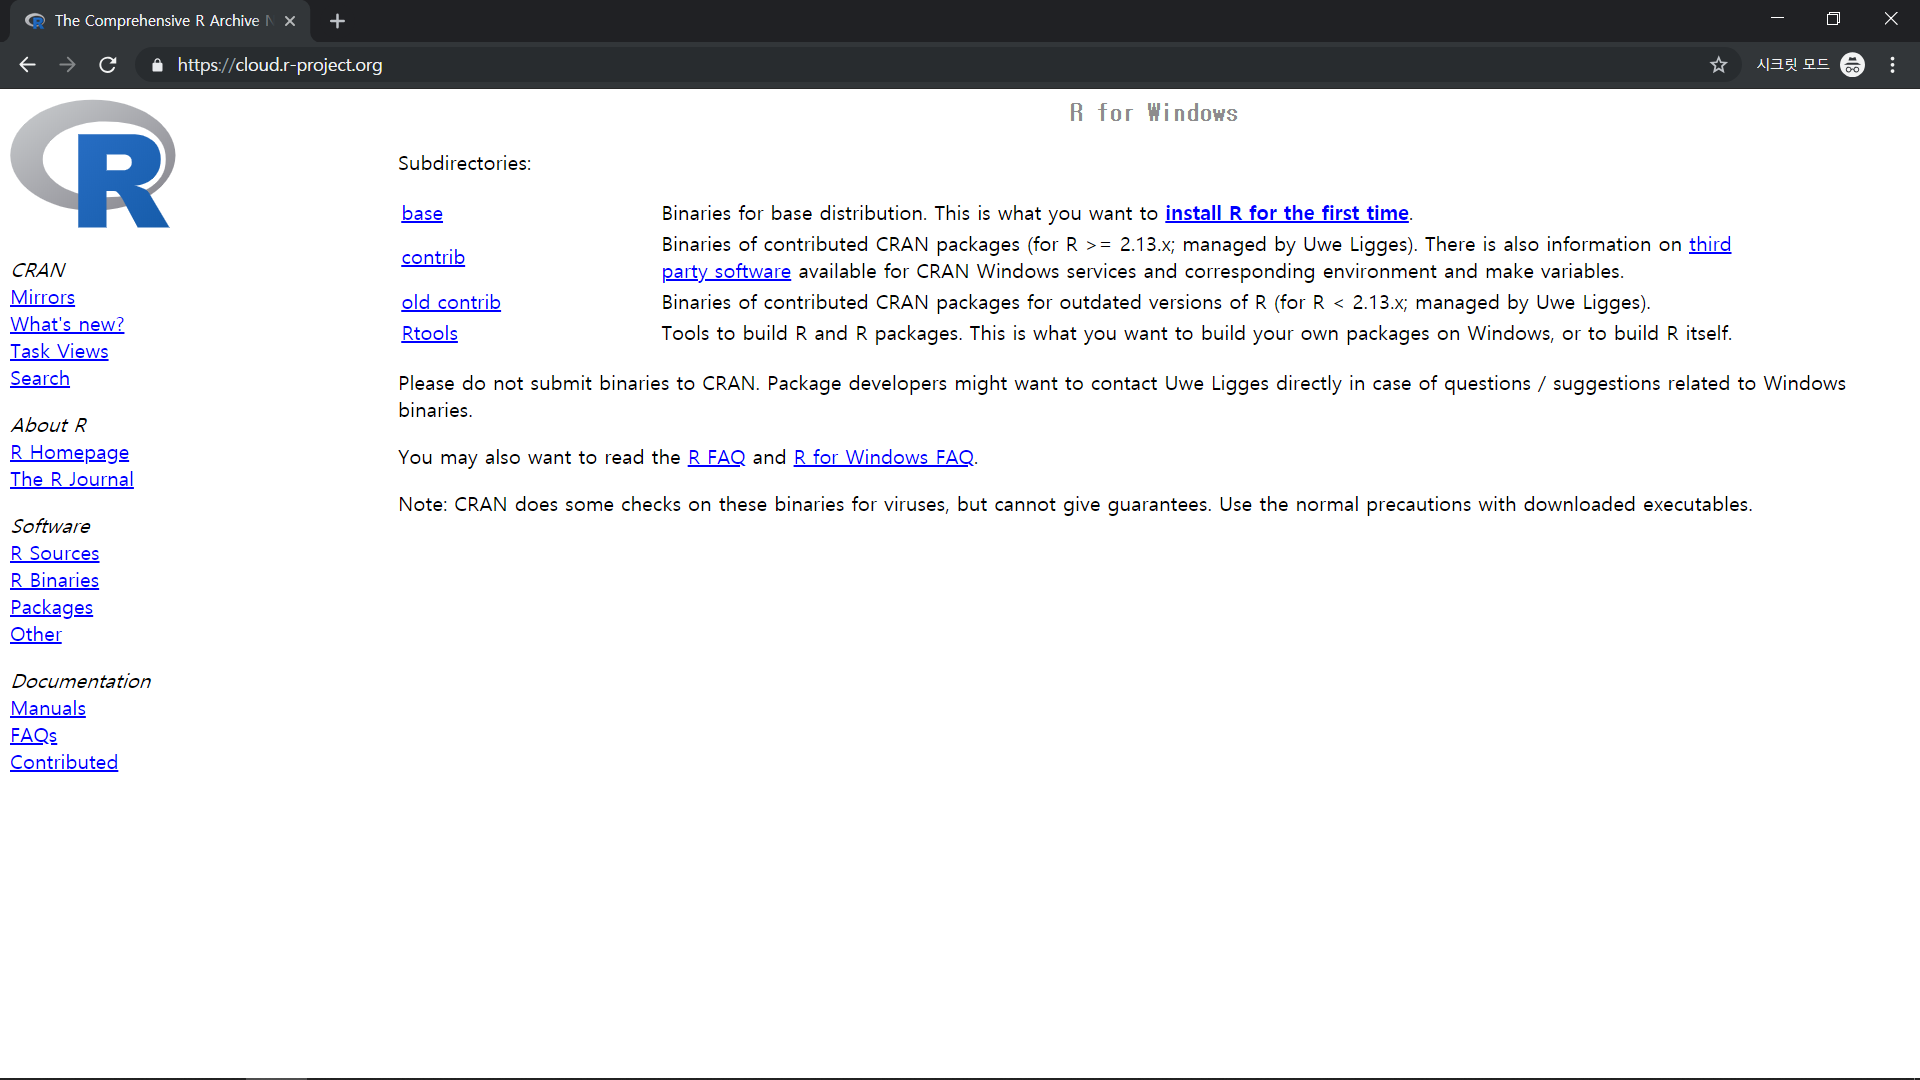 The Comprehensive R Archive N
https://cloud.r-project.org
시크릿 모드
R
CRAN
Mirrors
What's new?
Task Views
Search
About R
R Homepage
The R Journal
Software
R Sources
R Binaries
Packages
Other
Documentation
Manuals
FAQs
Contributed
R for Windows
Subdirectories:
base Binaries for base distribution. This is what you want to install R for the first time.
contrib Binaries of contributed CRAN packages (for R >= 2.13.x; managed by Uwe Ligges). There is also information on third
party software available for CRAN Windows services and corresponding environment and make variables.
old contrib Binaries of contributed CRAN packages for outdated versions of R (for R < 2.13.x; managed by Uwe Ligges).
Rtools Tools to build R and R packages. This is what you want to build your own packages on Windows, or to build R itself.
Please do not submit binaries to CRAN. Package developers might want to contact Uwe Ligges directly in case of questions / suggestions related to Windows
binaries.
You may also want to read the R FAQ and R for Windows FAQ.
Note: CRAN does some checks on these binaries for viruses, but cannot give guarantees. Use the normal precautions with downloaded executables.